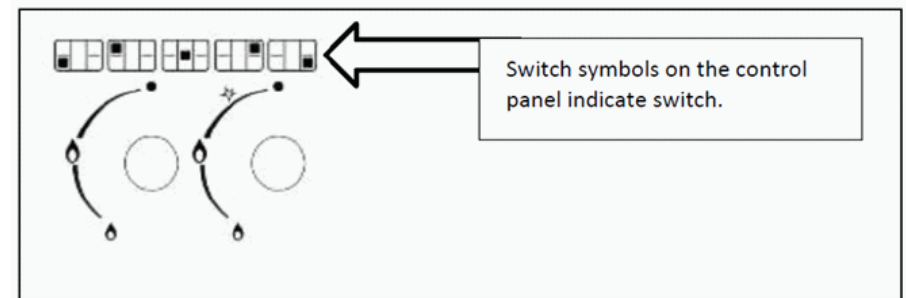 Switch symbols on the control
panel indicate switch.